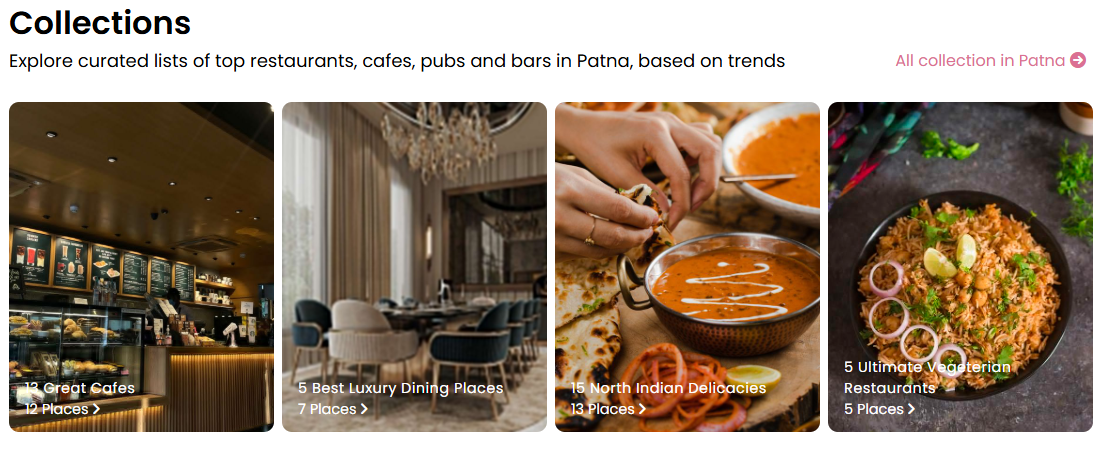 Collections
Explore curated lists of top restaurants, cafes, pubs and bars in Patna, based on trends
All collection in Patna
13 Great Cafes
12 Places
5 Best Luxury Dining Places
7 Places
15 North Indian Delicacies
13 Places
5 Ultimate Vegeterian
Restaurants
5 Places